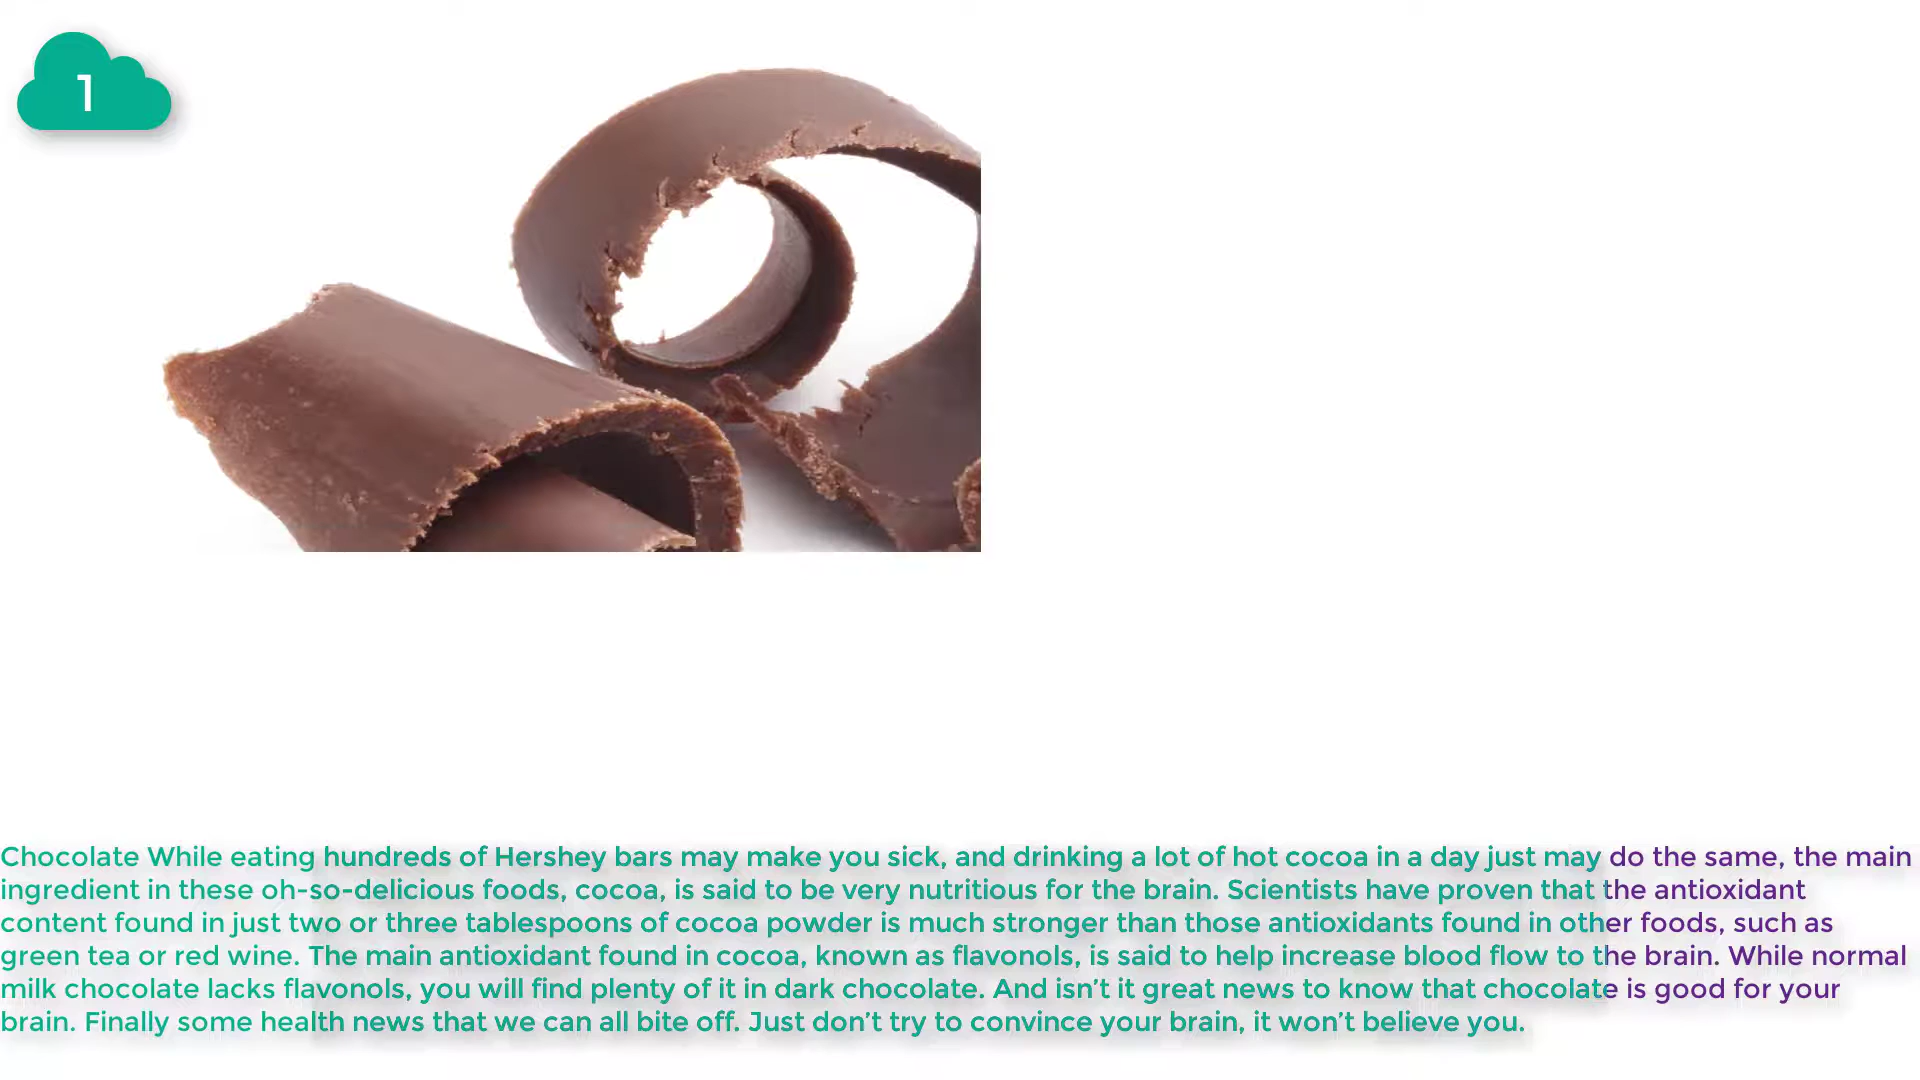 1
Chocolate While eating hundreds of Hershey bars may make you sick, and drinking a lot of hot cocoa in a day just may do the same, the main
ingredient in these oh-so-delicious foods, cocoa, is said to be very nutritious for the brain. Scientists have proven that the antioxidant
content found in just two or three tablespoons of cocoa powder is much stronger than those antioxidants found in other foods, such as
green tea or red wine. The main antioxidant found in cocoa, known as flavonols, is said to help increase blood flow to the brain. While normal
milk chocolate lacks flavonols, you will find plenty of it in dark chocolate. And isn’t it great news to know that chocolate is good for your
brain. Finally some health news that we can all bite off. Just don’t try to convince your brain, it won’t believe you.